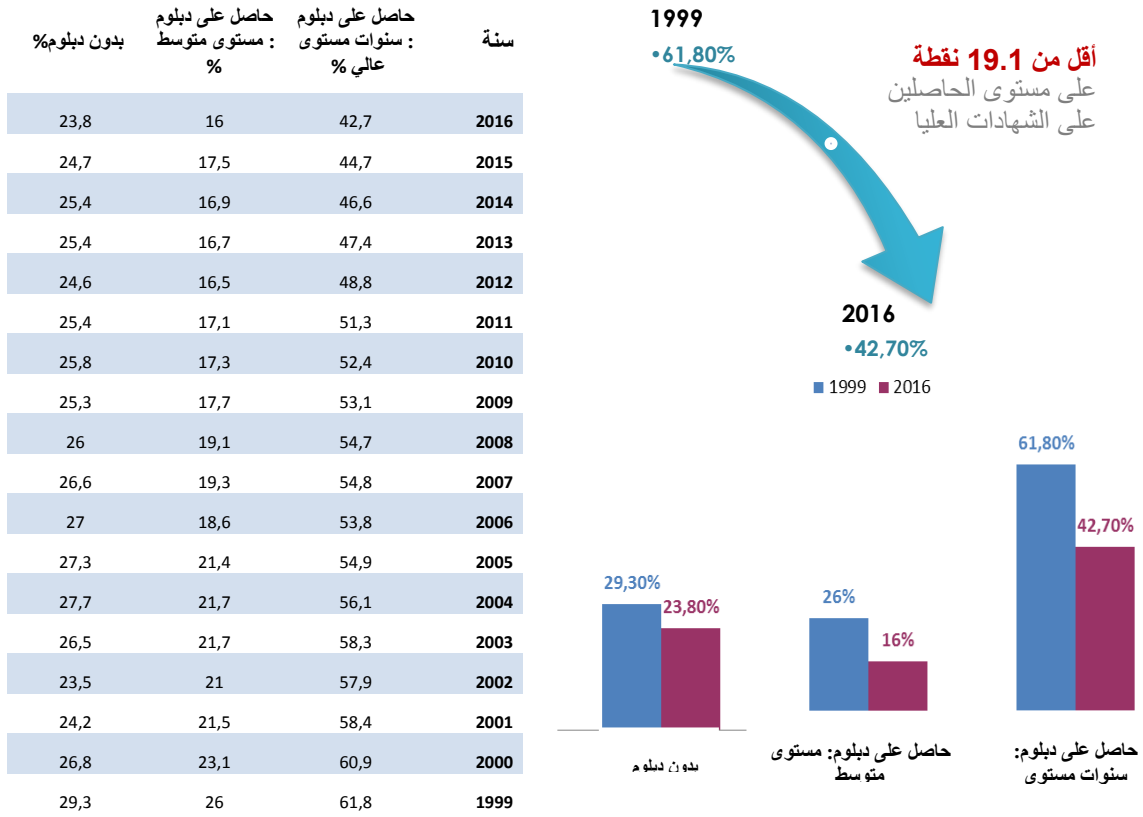 سنة	حاصل على دبلوم : سنوات مستوى عالي %	حاصل على دبلوم : مستوى متوسط %	بدون دبلوم%
2016	42,7	16	23,8
2015	44,7	17,5	24,7
2014	46,6	16,9	25,4
2013	47,4	16,7	25,4
2012	48,8	16,5	24,6
2011	51,3	17,1	25,4
2010	52,4	17,3	25,8
2009	53,1	17,7	25,3
2008	54,7	19,1	26
2007	54,8	19,3	26,6
2006	53,8	18,6	27
2005	54,9	21,4	27,3
2004	56,1	21,7	27,7
2003	58,3	21,7	26,5
2002	57,9	21	23,5
2001	58,4	21,5	24,2
2000	60,9	23,1	26,8
1999	61,8	26	29,3
1999
•61,80%
أقل من 19.1 نقطة
على مستوى الحاصلين
على الشهادات العليا
2016
•42,70%
1999 2016
61,80%
42,70%
26%
16%
29,30%
23,80%
حاصل على دبلوم:
سنوات مستوى
حاصل على دبلوم: مستوى
متوسط
بدون دبلوم